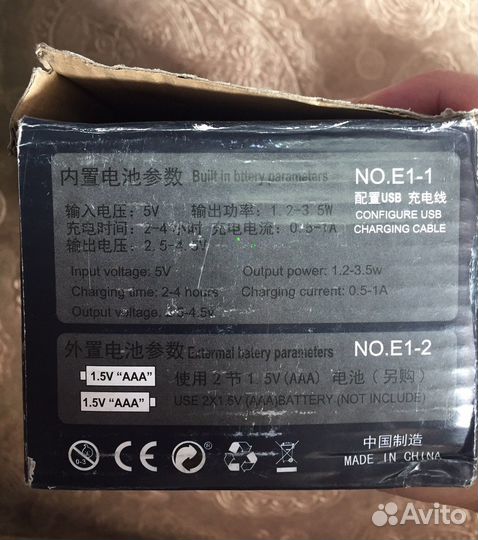 内置电池参数 Built in bttery parameters NO.E1-1
配置USB 充电线
输入电压：5V 输出功率：1.2-3.5W
CONFIGURE USB
充电时间：2-4小时 充电电流：0.5-1A
CHARGING CABLE
输出电压：2.5-4.5V
Input voltage: 5V Output power: 1.2-3.5w
Charging time: 2-4 hours Charging current: 0.5-1A
Output voltage: 2.5-4.5v
外置电池参数 Extermal batery parameters NO.E1-2
1.5V “AAA” 使用 2 节 1.5V (AAA) 电池（另购）
1.5V “AAA” USE 2X1.5V (AAA)BATTERY (NOT INCLUDE)
0-3
CE
中国制造
MADE IN CHINA
Avito